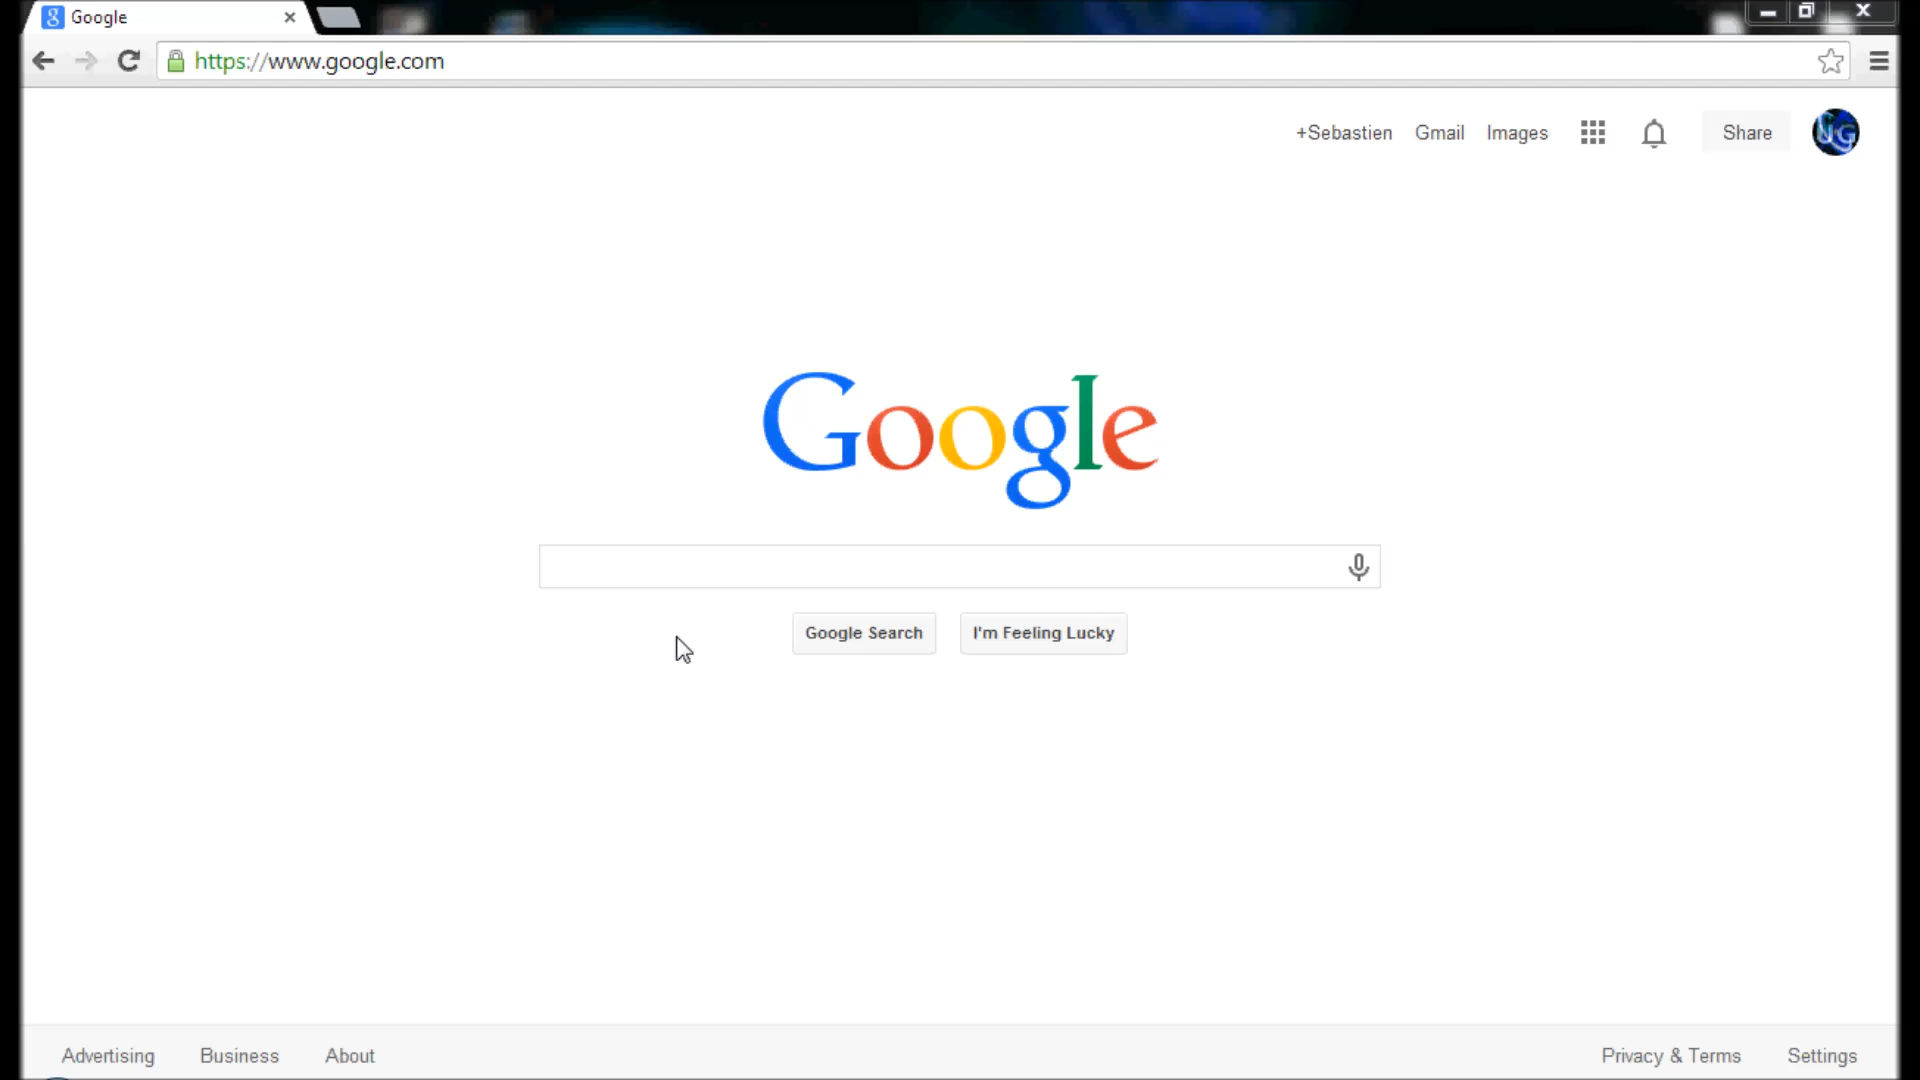 Google
https://www.google.com
+Sebastien Gmail Images Share UG
Google
Google Search I'm Feeling Lucky
Advertising Business About Privacy & Terms Settings